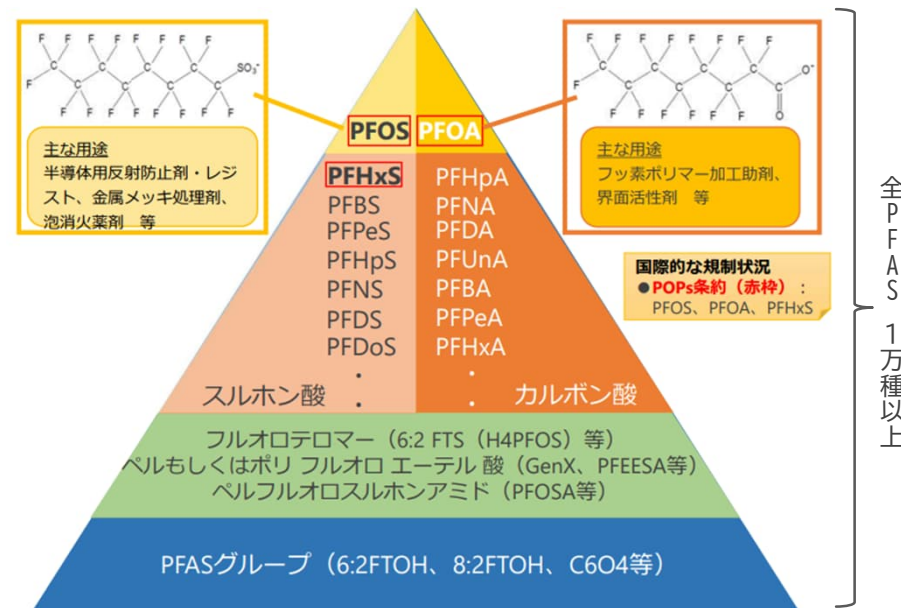 F F F F F F F F
C C C C SO3-
F C C C C
F F F F F F F F
主な用途
半導体用反射防止剤・レジ
スト、金属メッキ処理剤、
泡消火薬剤 等
F F F F F F F
C C C C O-
F C C C C
F F F F F F F F O
主な用途
フッ素ポリマー加工助剤、
界面活性剤 等
PFOS PFOA
PFHxS PFHpA
PFBS PFNA
PFPeS PFDA
PFHpS PFUnA
PFNS PFBA
PFDS PFPeA
PFDoS PFHxA
スルホン酸 カルボン酸
フルオロテロマー(6:2 FTS(H4PFOS)等)
ペルもしくはポリ フルオロ エーテル 酸(GenX、PFEESA等)
ペルフルオロスルホンアミド(PFOSA等)
PFASグループ(6:2FTOH、8:2FTOH、C6O4等)
国際的な規制状況
●POPs条約(赤枠):
PFOS、PFOA、PFHxS
全PFAS 1万種以上